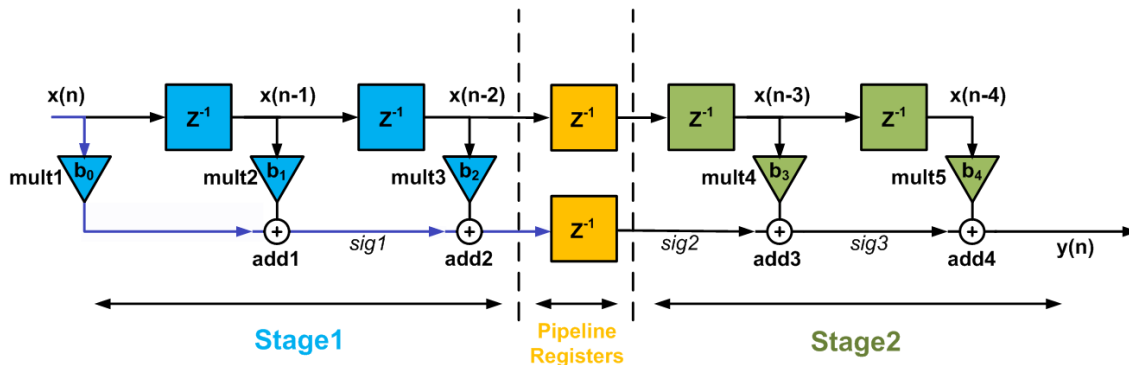 x(n) x(n-1) x(n-2) x(n-3) x(n-4)
Z⁻¹ Z⁻¹ Z⁻¹ Z⁻¹ Z⁻¹
b₀ b₁ b₂ b₃ b₄
mult1 mult2 mult3 mult4 mult5
Z⁻¹
+ + + +
sig1 sig2 sig3
add1 add2 add3 add4 y(n)
Stage1 Pipeline Stage2
Registers